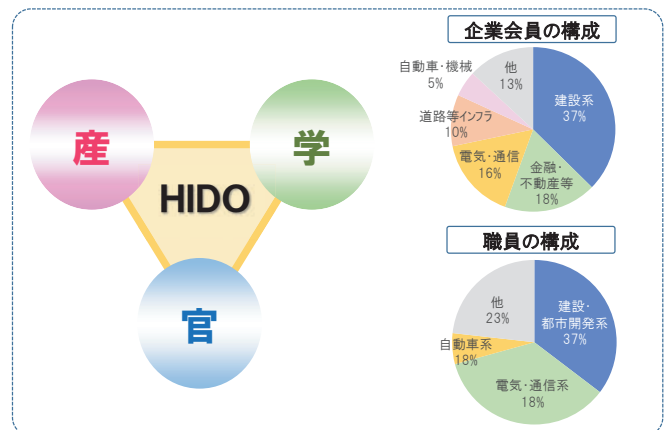 産
学
HIDO
官
企業会員の構成
建設系
37%
金融・
不動産等
18%
電気・通信
16%
道路等インフラ
10%
自動車・機械
5%
他
13%
職員の構成
建設・
都市開発系
37%
電気・通信系
18%
自動車系
18%
他
23%